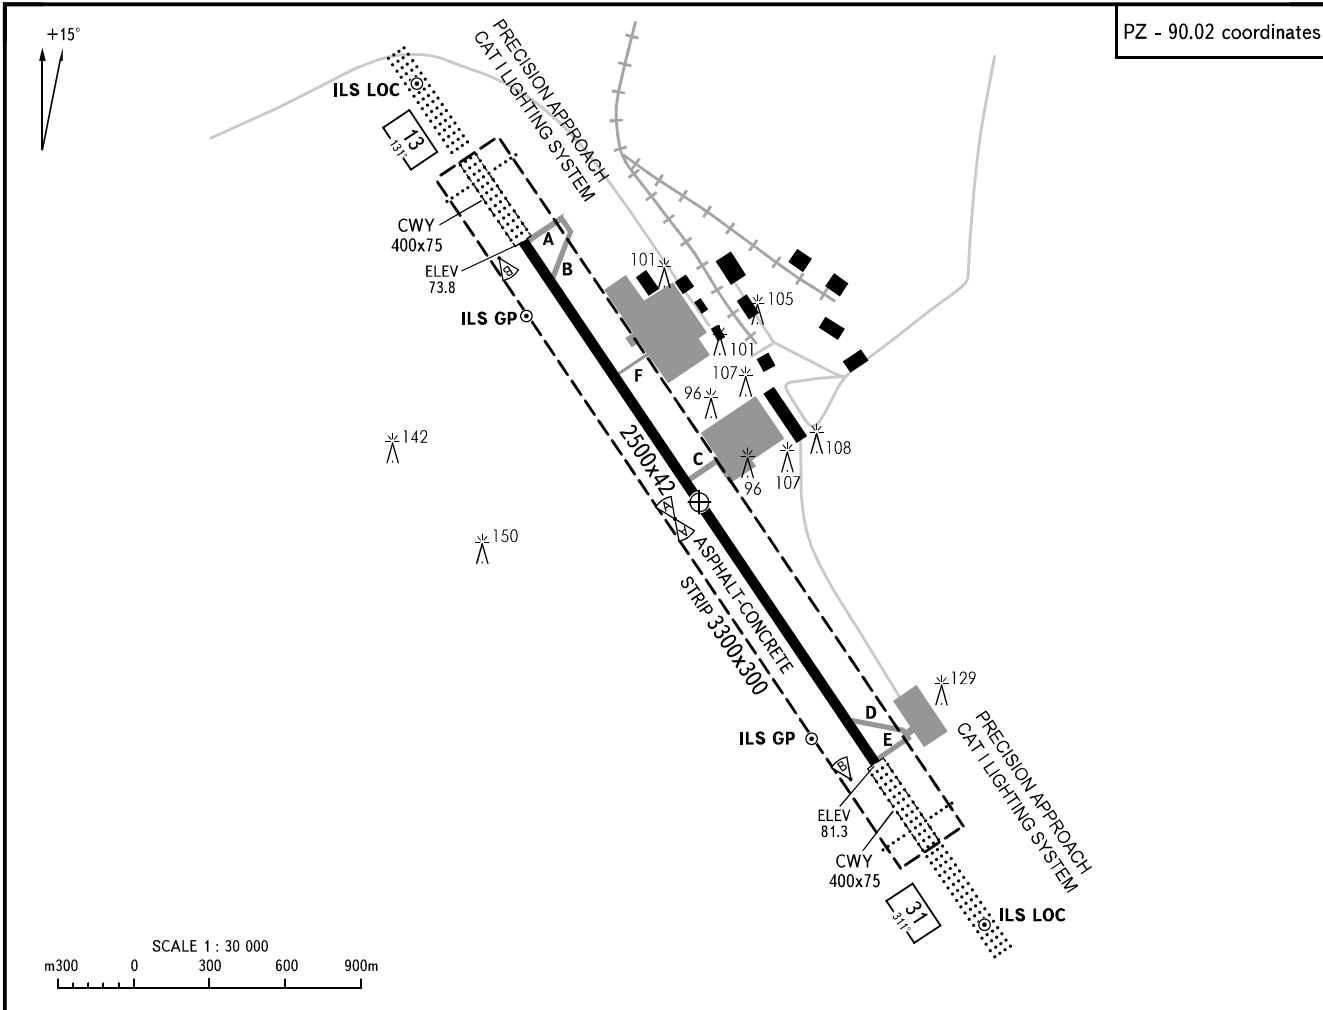 PZ - 90.02 coordinates
+15°
PRECISION APPROACH
CAT I LIGHTING SYSTEM
ILS LOC
13
131°
CWY
400x75
A
B
ELEV
73.8
B
ILS GP
101
105
101
F
107
96
C
108
107
96
142
150
2500x42
A
A
ASPHALT-CONCRETE
STRIP 3300x300
129
D
E
ILS GP
B
PRECISION APPROACH
CAT I LIGHTING SYSTEM
ELEV
81.3
CWY
400x75
31
311°
ILS LOC
SCALE 1 : 30 000
m300 0 300 600 900m